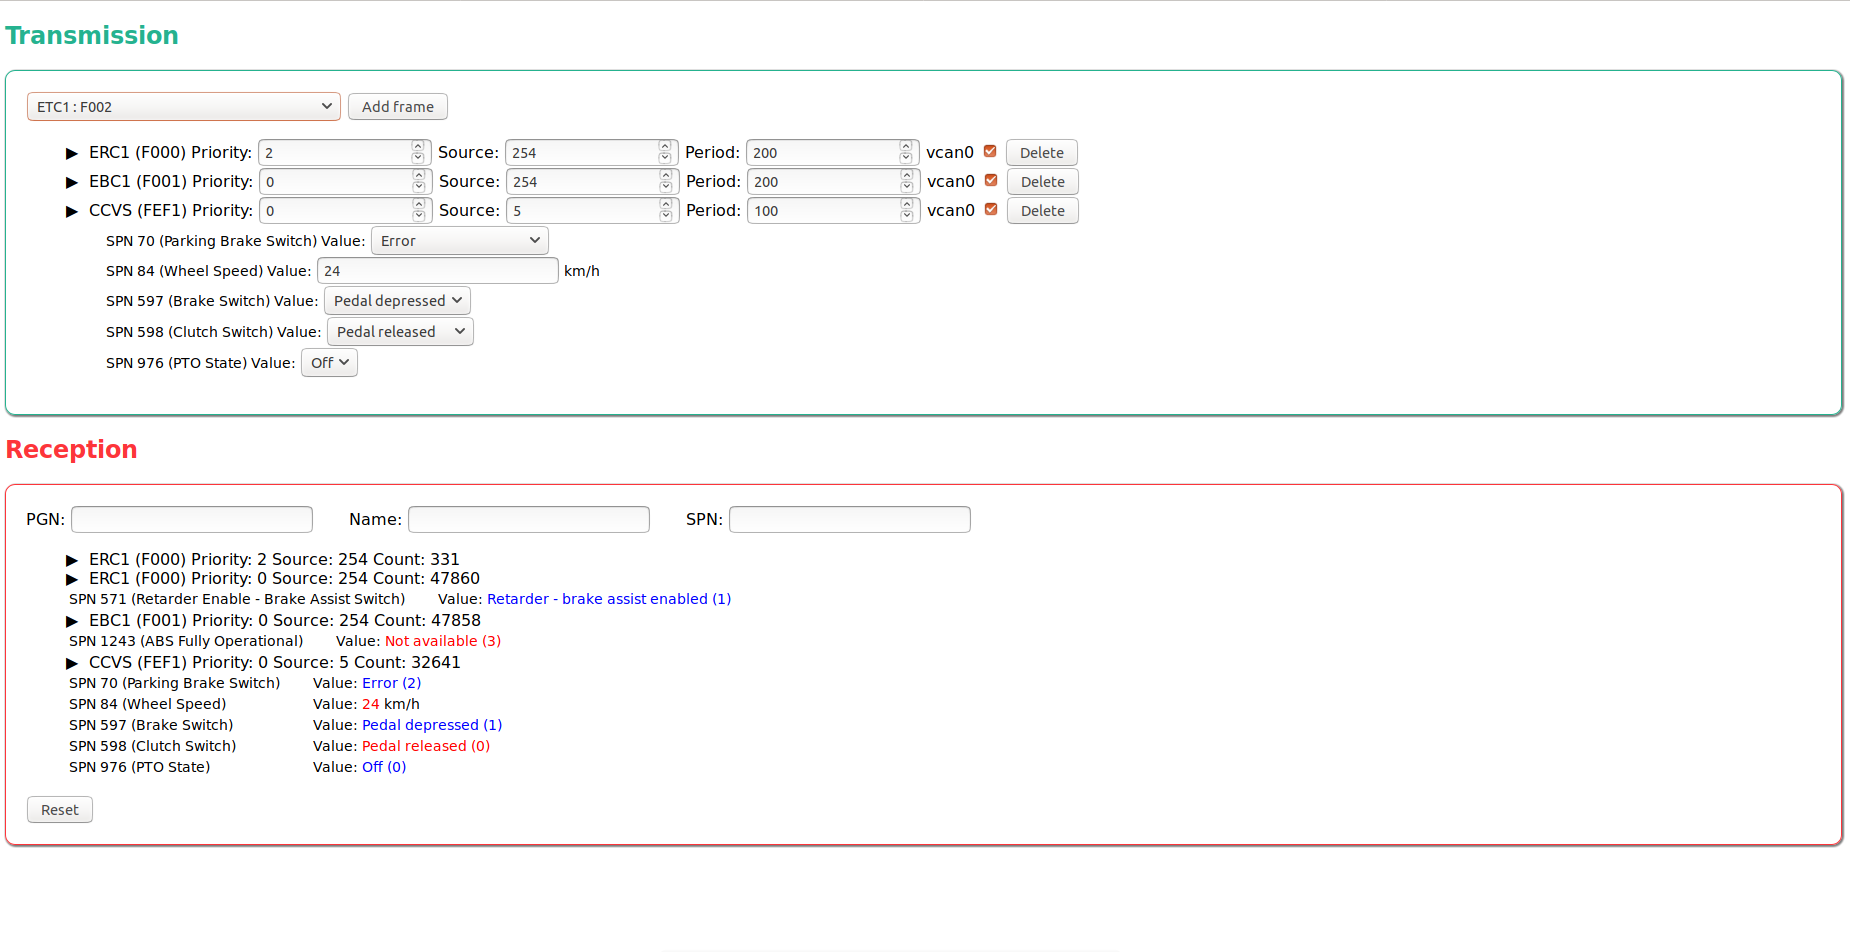 Transmission
ETC1 : F002 Add frame
▶ ERC1 (F000) Priority: 2 Source: 254 Period: 200 vcan0 Delete
▶ EBC1 (F001) Priority: 0 Source: 254 Period: 200 vcan0 Delete
▶ CCVS (FEF1) Priority: 0 Source: 5 Period: 100 vcan0 Delete
SPN 70 (Parking Brake Switch) Value: Error
SPN 84 (Wheel Speed) Value: 24 km/h
SPN 597 (Brake Switch) Value: Pedal depressed
SPN 598 (Clutch Switch) Value: Pedal released
SPN 976 (PTO State) Value: Off
Reception
PGN: Name: SPN:
▶ ERC1 (F000) Priority: 2 Source: 254 Count: 331
▶ ERC1 (F000) Priority: 0 Source: 254 Count: 47860
SPN 571 (Retarder Enable - Brake Assist Switch) Value: Retarder - brake assist enabled (1)
▶ EBC1 (F001) Priority: 0 Source: 254 Count: 47858
SPN 1243 (ABS Fully Operational) Value: Not available (3)
▶ CCVS (FEF1) Priority: 0 Source: 5 Count: 32641
SPN 70 (Parking Brake Switch) Value: Error (2)
SPN 84 (Wheel Speed) Value: 24 km/h
SPN 597 (Brake Switch) Value: Pedal depressed (1)
SPN 598 (Clutch Switch) Value: Pedal released (0)
SPN 976 (PTO State) Value: Off (0)
Reset